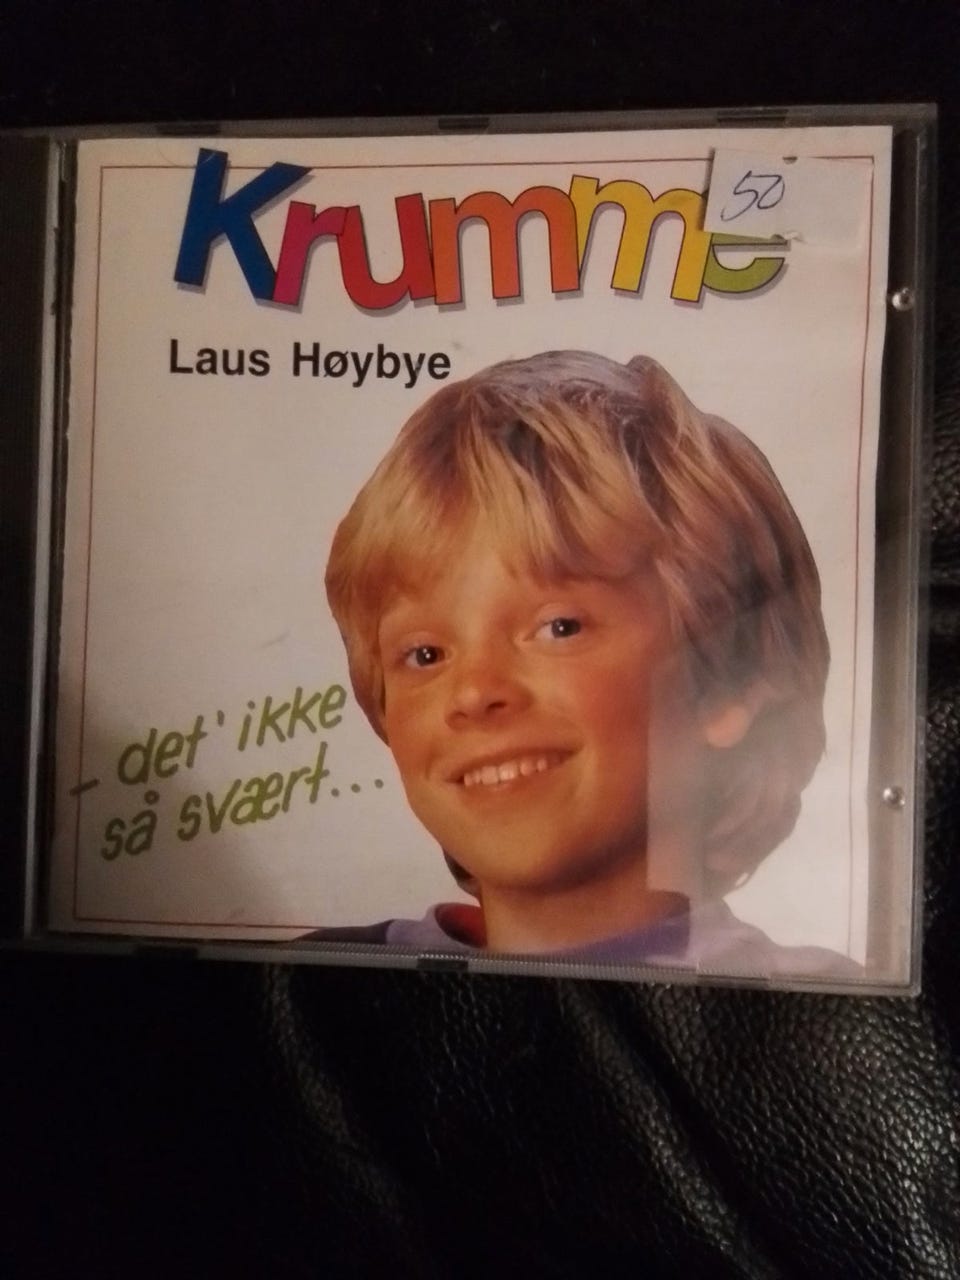 Krumme
50
Laus Høybye
- det' ikke
så svært...